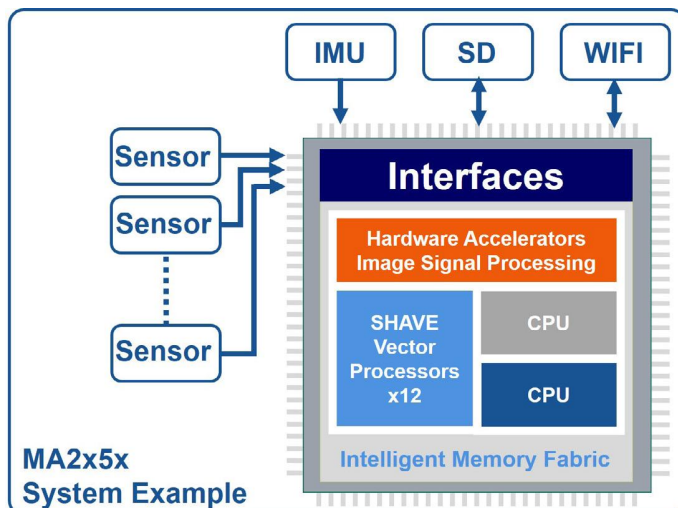 IMU
SD
WIFI
Sensor
Sensor
Sensor
Interfaces
Hardware Accelerators
Image Signal Processing
SHAVE
Vector
Processors
x12
CPU
CPU
Intelligent Memory Fabric
MA2x5x
System Example